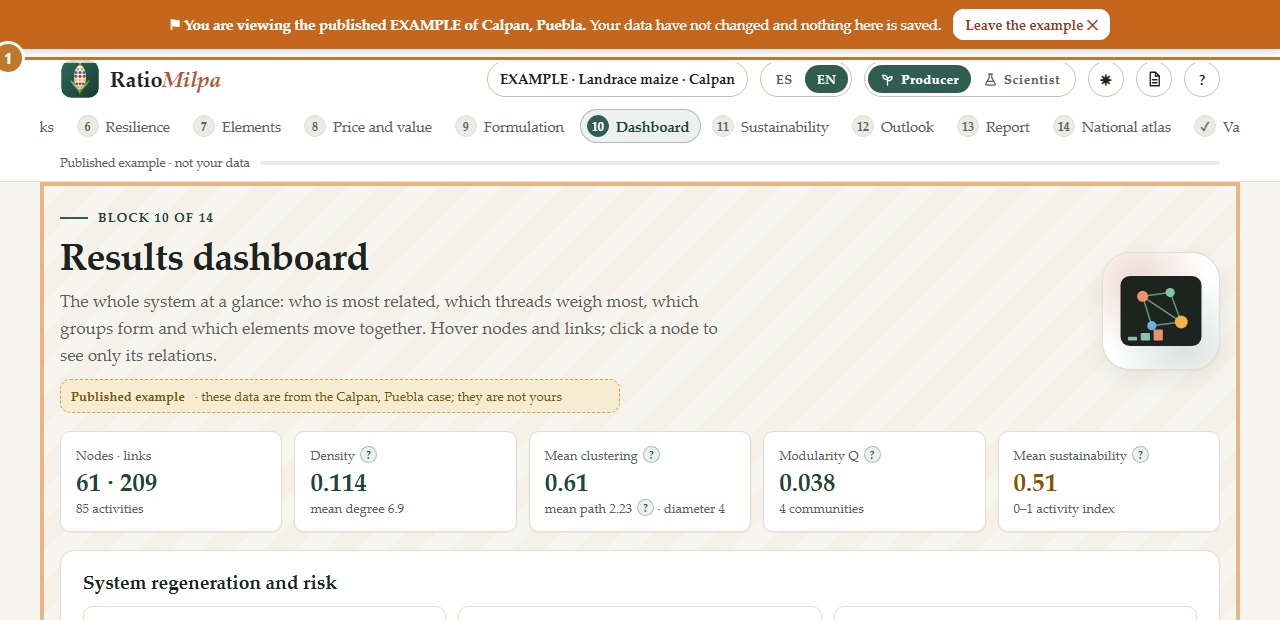 ⚑ You are viewing the published EXAMPLE of Calpan, Puebla. Your data have not changed and nothing here is saved. Leave the example ✕
1
RatioMilpa EXAMPLE · Landrace maize · Calpan ES EN Producer Scientist ?
ks 6 Resilience 7 Elements 8 Price and value 9 Formulation 10 Dashboard 11 Sustainability 12 Outlook 13 Report 14 National atlas ✓ Va
Published example · not your data
BLOCK 10 OF 14
Results dashboard
The whole system at a glance: who is most related, which threads weigh most, which
groups form and which elements move together. Hover nodes and links; click a node to
see only its relations.
Published example · these data are from the Calpan, Puebla case; they are not yours
Nodes · links
61 · 209
85 activities
Density ?
0.114
mean degree 6.9
Mean clustering ?
0.61
mean path 2.23 ? · diameter 4
Modularity Q ?
0.038
4 communities
Mean sustainability ?
0.51
0–1 activity index
System regeneration and risk